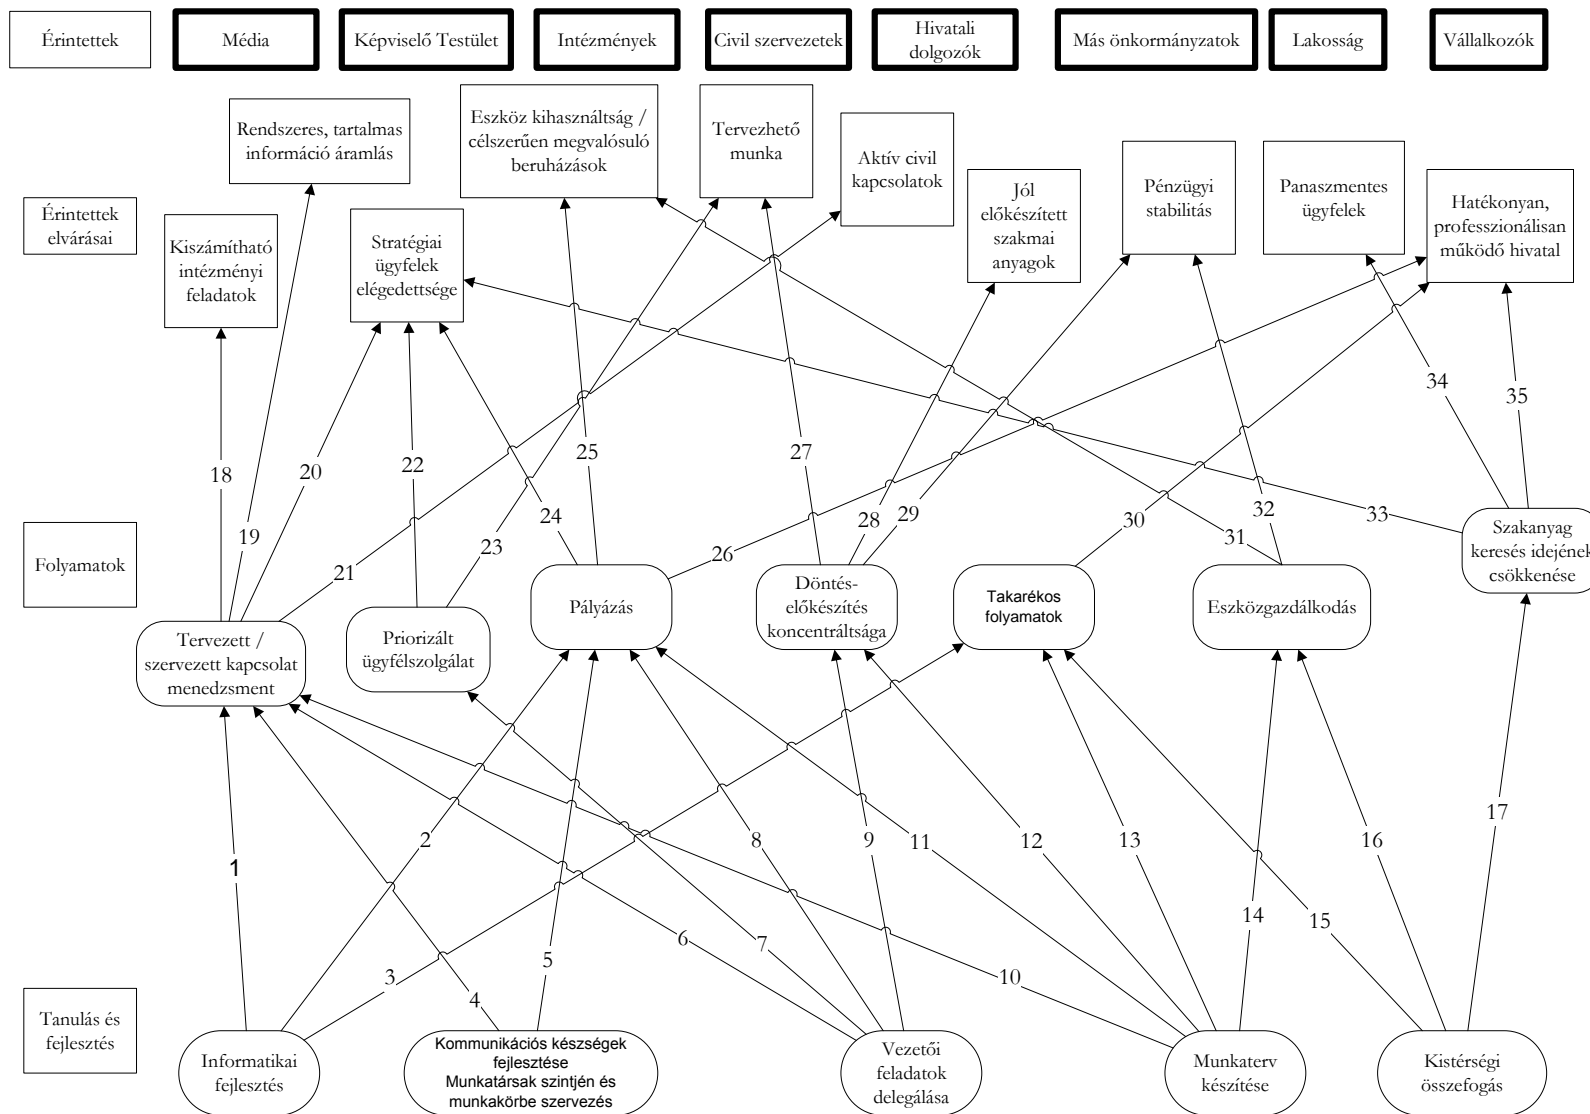 Érintettek
Média
Képviselő Testület
Intézmények
Civil szervezetek
Hivatali
dolgozók
Más önkormányzatok
Lakosság
Vállalkozók
Érintettek
elvárásai
Rendszeres, tartalmas
információ áramlás
Eszköz kihasználtság /
célszerűen megvalósuló
beruházások
Tervezhető
munka
Aktív civil
kapcsolatok
Kiszámítható
intézményi
feladatok
Stratégiai
ügyfelek
elégedettsége
Jól
előkészített
szakmai
anyagok
Pénzügyi
stabilitás
Panaszmentes
ügyfelek
Hatékonyan,
professzionálisan
működő hivatal
18
19
20
21
22
23
24
25
26
27
28
29
30
31
32
33
34
35
Folyamatok
Tervezett /
szervezett kapcsolat
menedzsment
Priorizált
ügyfélszolgálat
Pályázás
Döntés-
előkészítés
koncentráltsága
Takarékos
folyamatok
Eszközgazdálkodás
Szakanyag
keresés idejének
csökkenése
1
2
3
4
5
6
7
8
9
10
11
12
13
14
15
16
17
Tanulás és
fejlesztés
Informatikai
fejlesztés
Kommunikációs készségek
fejlesztése
Munkatársak szintjén és
munkakörbe szervezés
Vezetői
feladatok
delegálása
Munkaterv
készítése
Kistérségi
összefogás